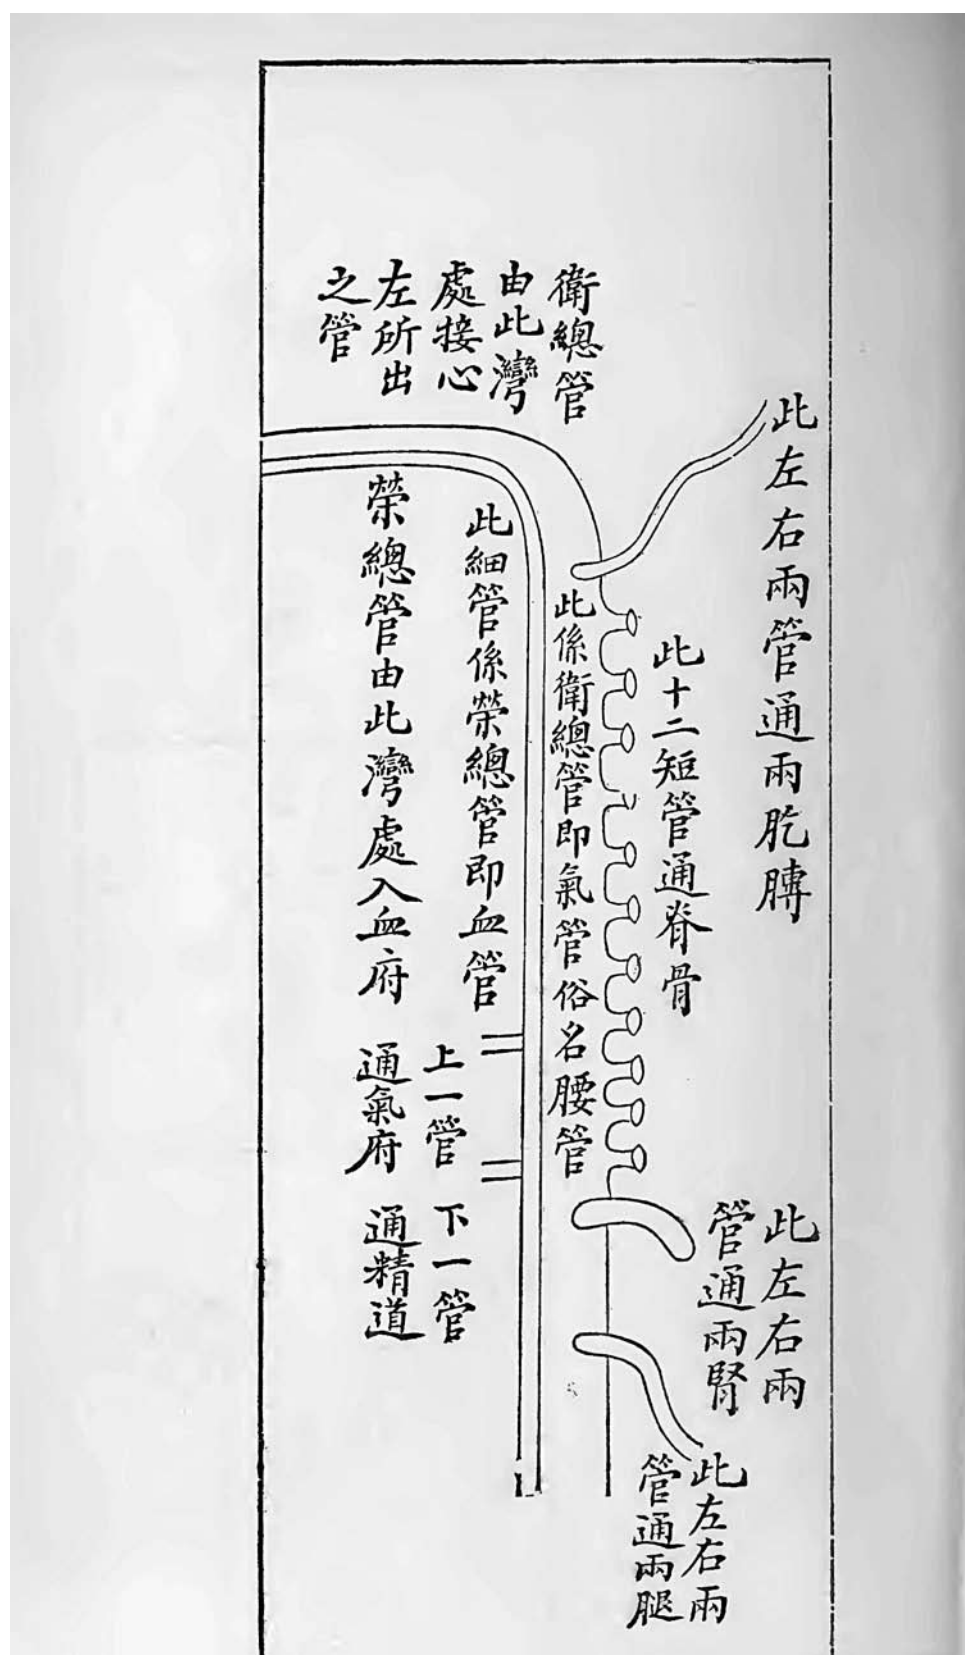 衛總管
由此灣
處接心
左所出
之管
此左右兩管通兩肐膊
此十二短管通脊骨
此係衛總管即氣管俗名腰管
此細管係榮總管即血管
榮總管由此灣處入血府
上一管
通氣府
下一管
通精道
此左右兩
管通兩腎
此左右兩
管通兩腿